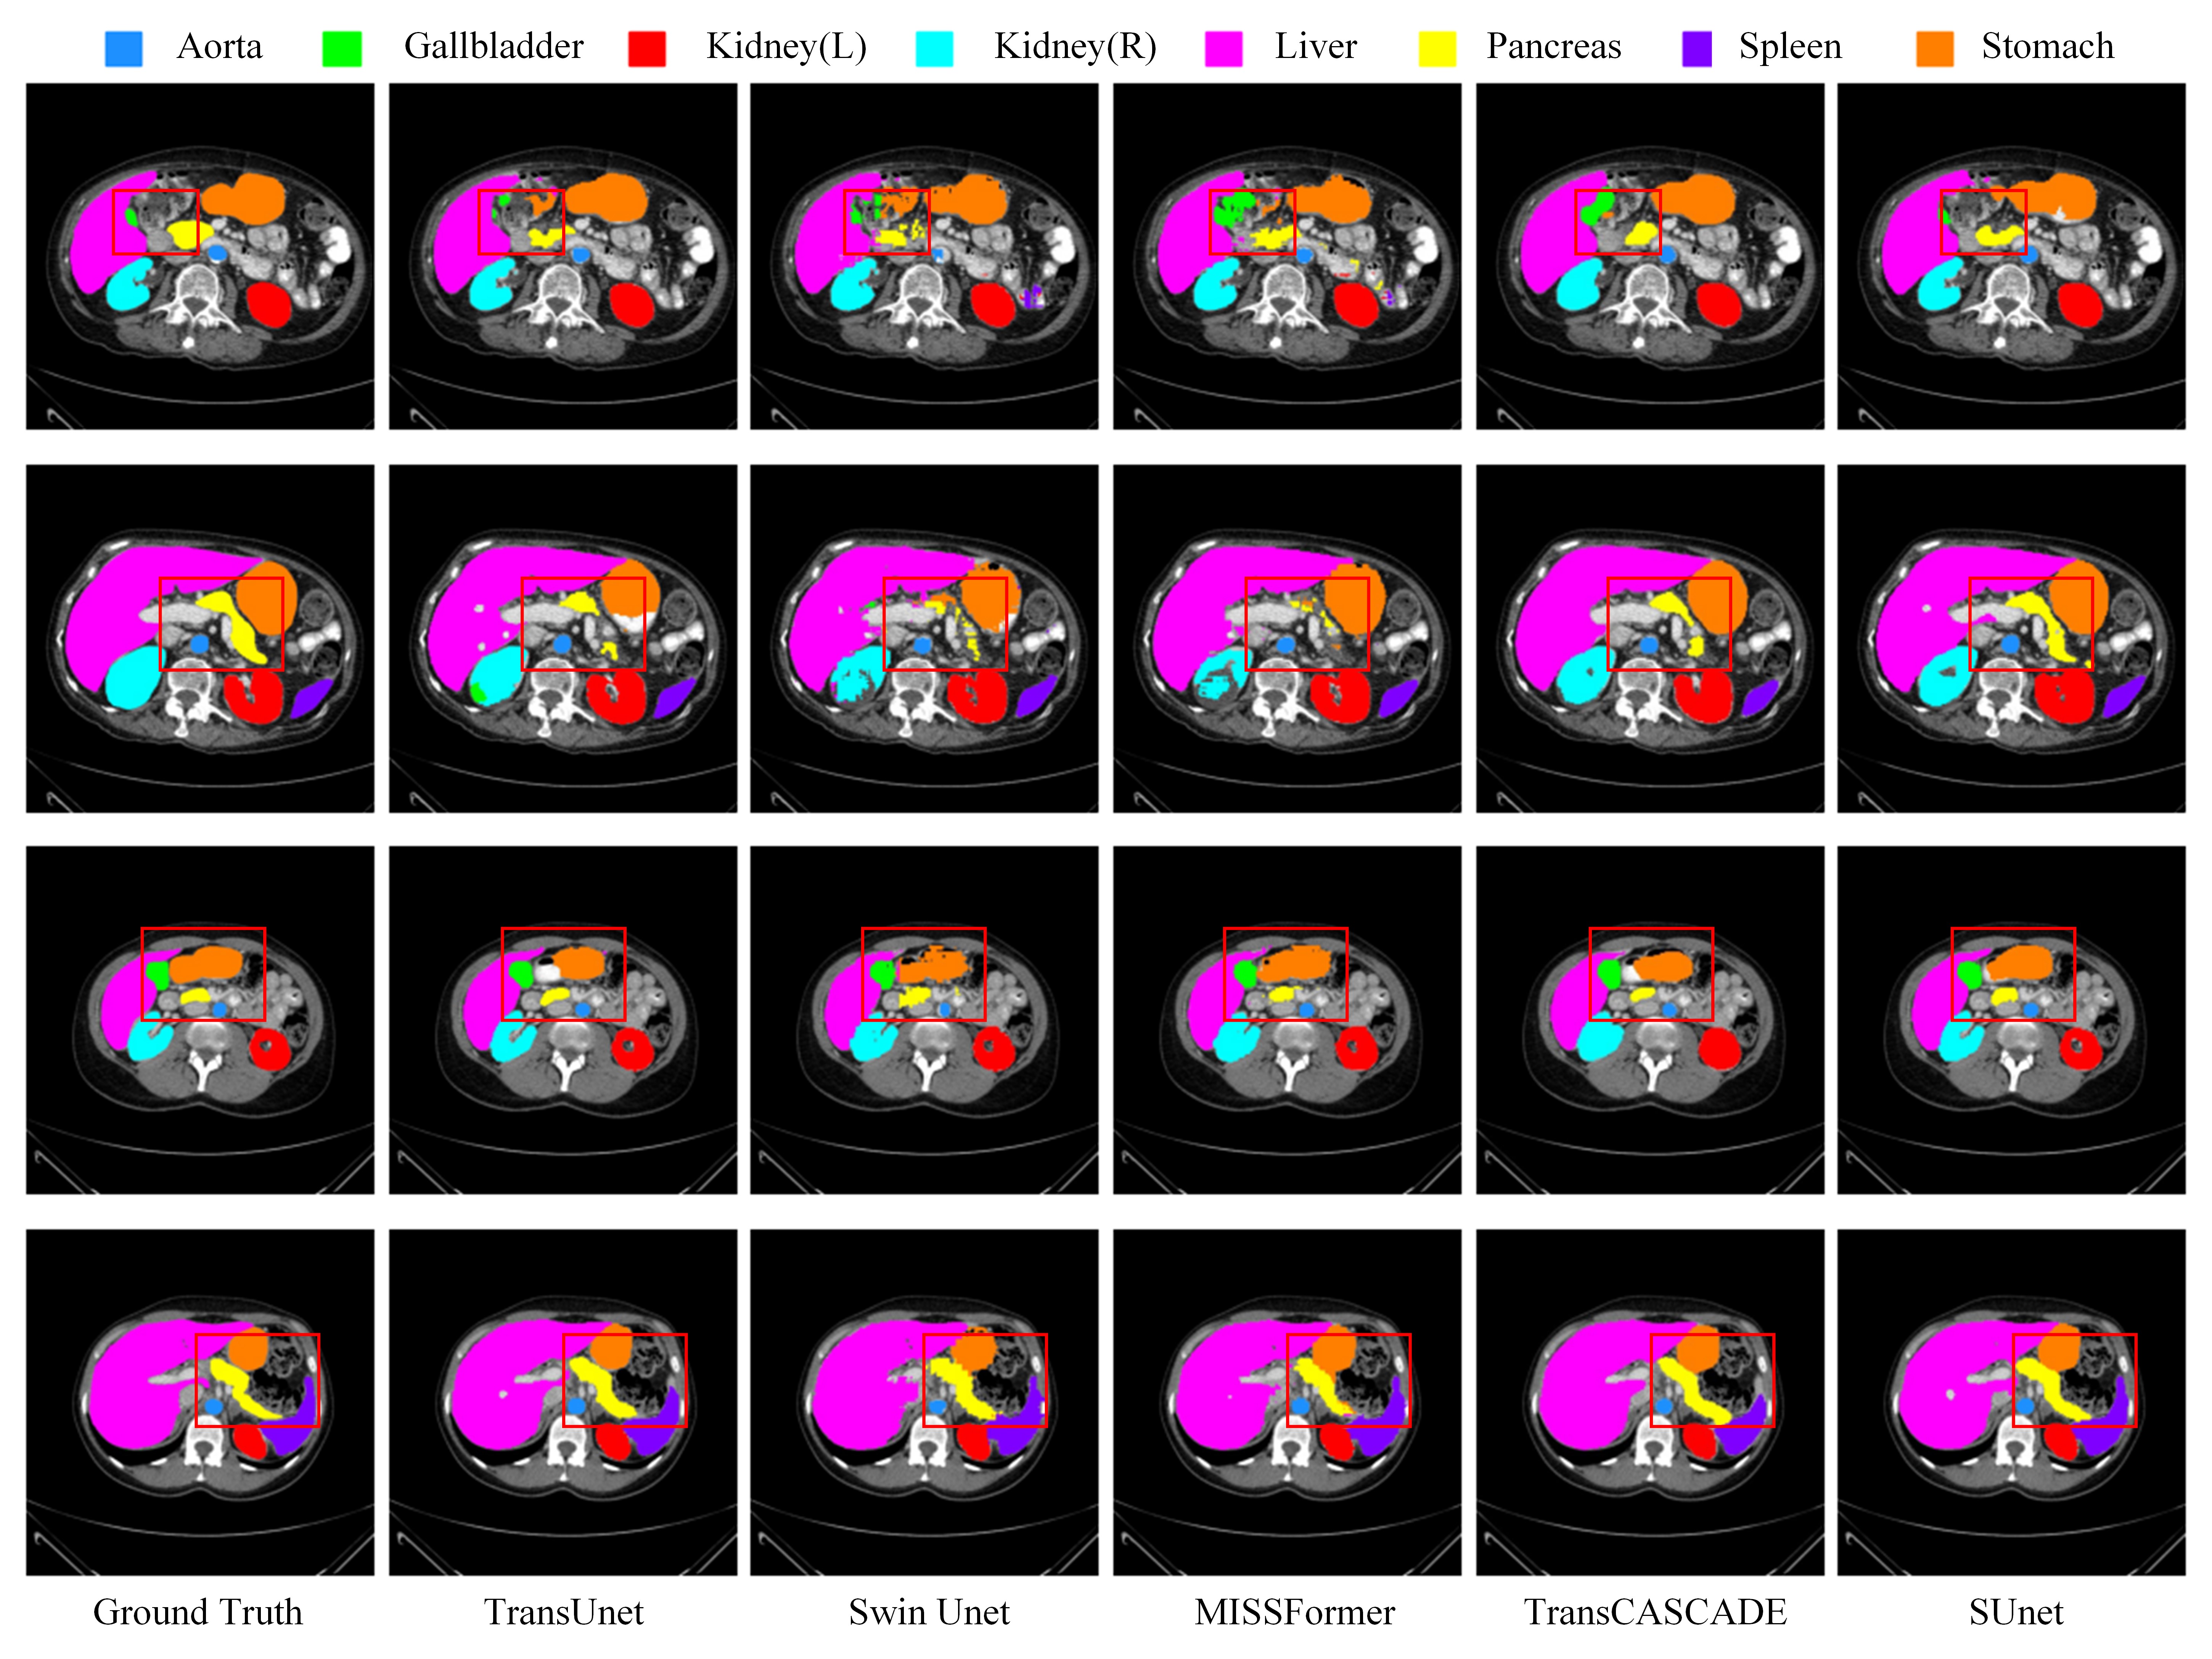 Aorta Gallbladder Kidney(L) Kidney(R) Liver Pancreas Spleen Stomach
Ground Truth TransUnet Swin Unet MISSFormer TransCASCADE SUnet